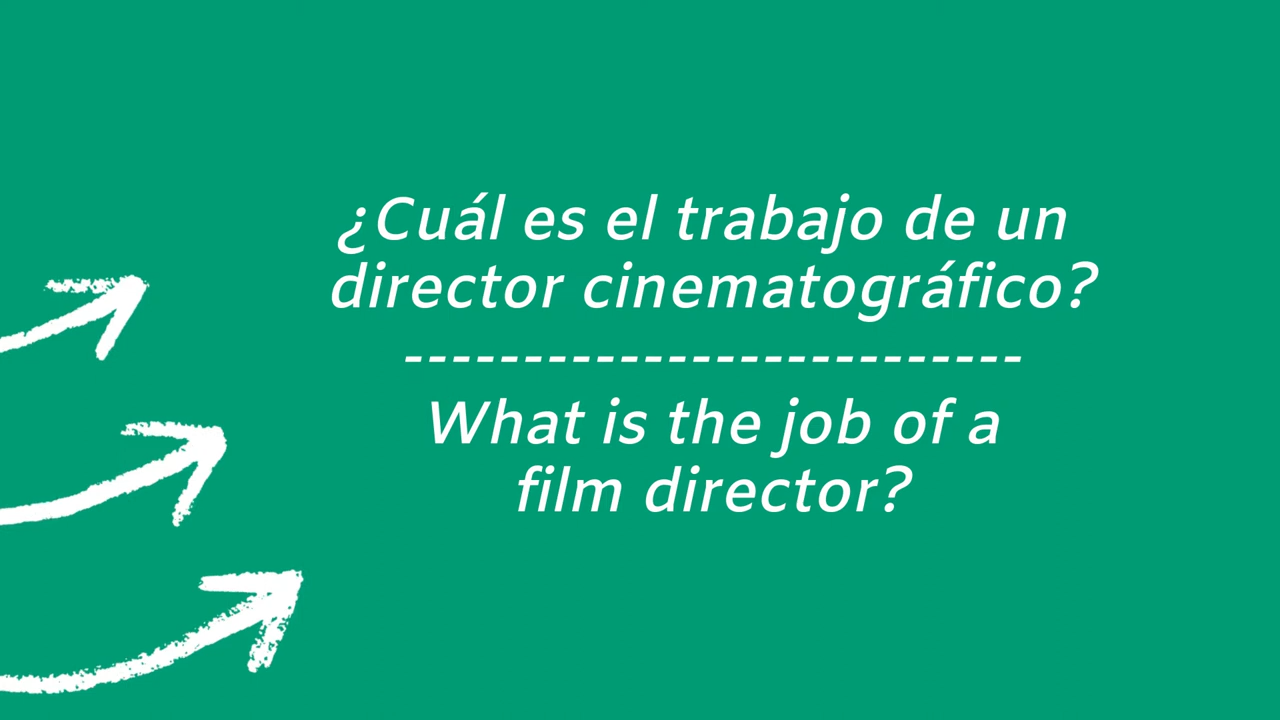 ¿Cuál es el trabajo de un
director cinematográfico?
--------------------------
What is the job of a
film director?